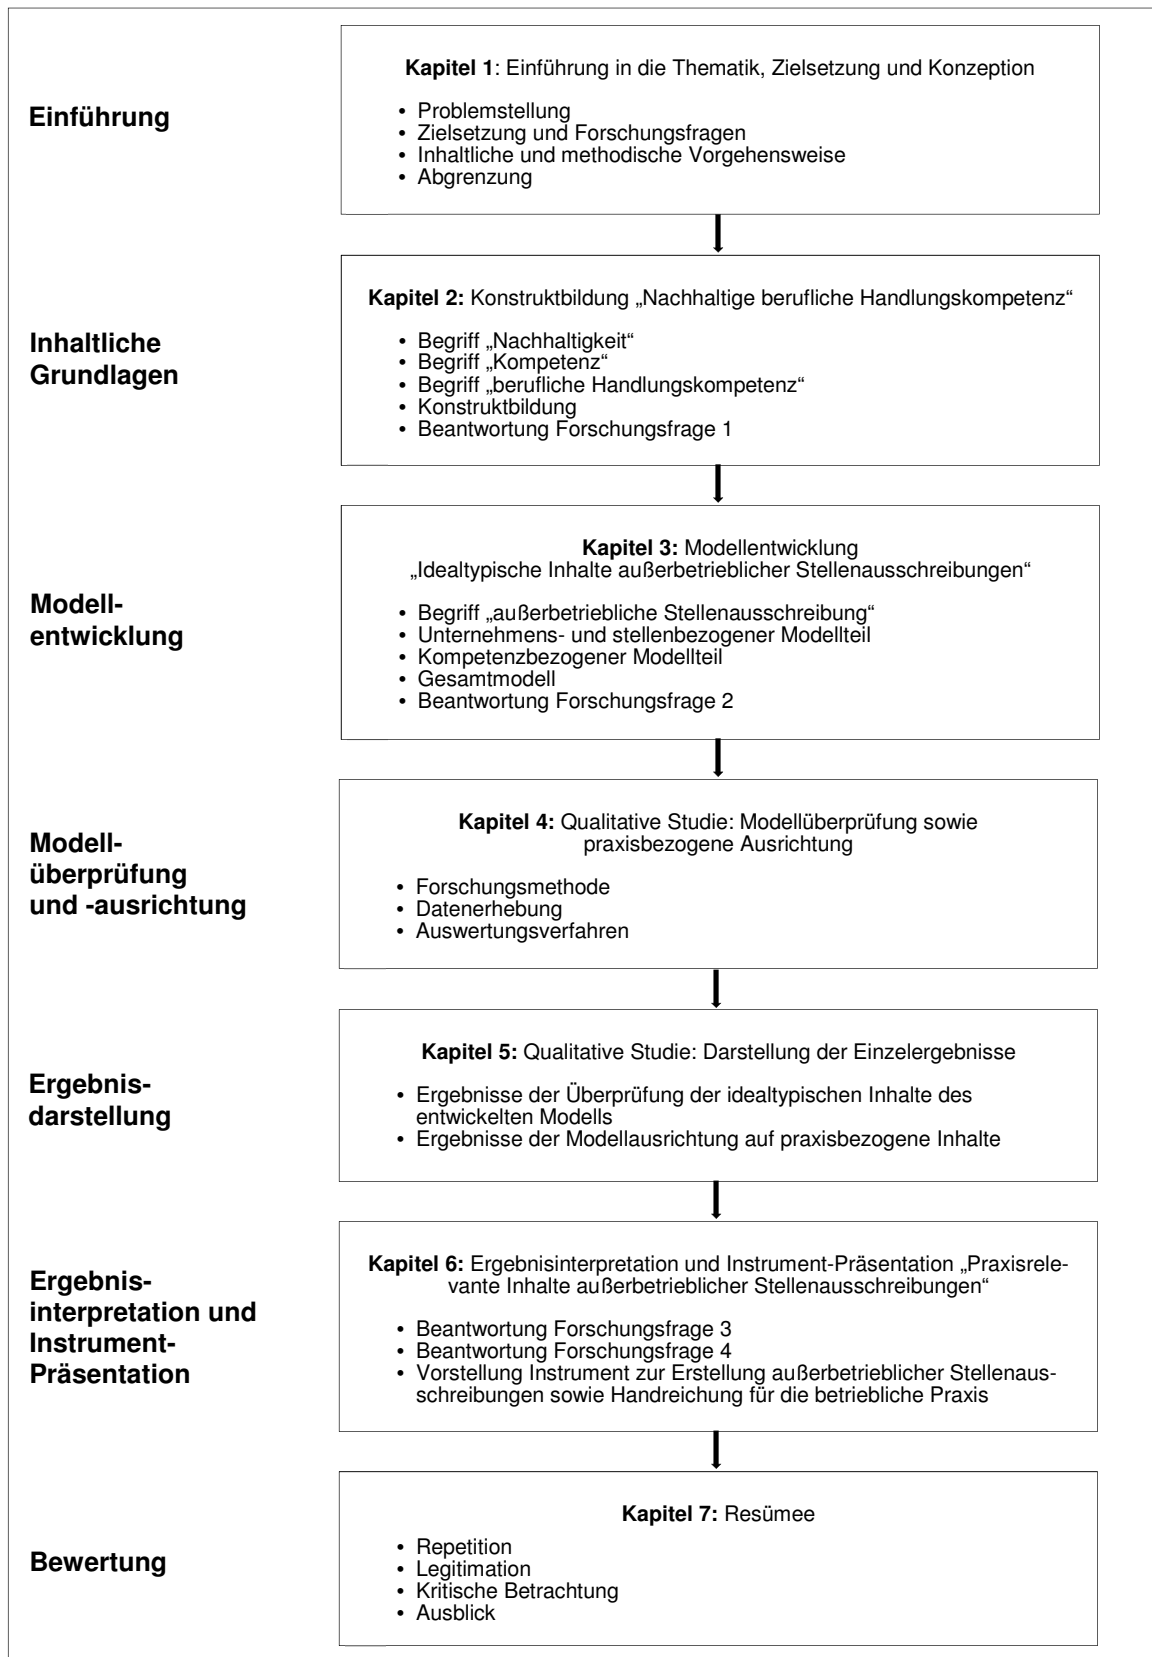 Einführung
Kapitel 1: Einführung in die Thematik, Zielsetzung und Konzeption
• Problemstellung
• Zielsetzung und Forschungsfragen
• Inhaltliche und methodische Vorgehensweise
• Abgrenzung
Inhaltliche
Grundlagen
Kapitel 2: Konstruktbildung „Nachhaltige berufliche Handlungskompetenz“
• Begriff „Nachhaltigkeit“
• Begriff „Kompetenz“
• Begriff „berufliche Handlungskompetenz“
• Konstruktbildung
• Beantwortung Forschungsfrage 1
Modell-
entwicklung
Kapitel 3: Modellentwicklung
„Idealtypische Inhalte außerbetrieblicher Stellenausschreibungen“
• Begriff „außerbetriebliche Stellenausschreibung“
• Unternehmens- und stellenbezogener Modellteil
• Kompetenzbezogener Modellteil
• Gesamtmodell
• Beantwortung Forschungsfrage 2
Modell-
überprüfung
und -ausrichtung
Kapitel 4: Qualitative Studie: Modellüberprüfung sowie
praxisbezogene Ausrichtung
• Forschungsmethode
• Datenerhebung
• Auswertungsverfahren
Ergebnis-
darstellung
Kapitel 5: Qualitative Studie: Darstellung der Einzelergebnisse
• Ergebnisse der Überprüfung der idealtypischen Inhalte des
entwickelten Modells
• Ergebnisse der Modellausrichtung auf praxisbezogene Inhalte
Ergebnis-
interpretation und
Instrument-
Präsentation
Kapitel 6: Ergebnisinterpretation und Instrument-Präsentation „Praxisrele-
vante Inhalte außerbetrieblicher Stellenausschreibungen“
• Beantwortung Forschungsfrage 3
• Beantwortung Forschungsfrage 4
• Vorstellung Instrument zur Erstellung außerbetrieblicher Stellenaus-
schreibungen sowie Handreichung für die betriebliche Praxis
Bewertung
Kapitel 7: Resümee
• Repetition
• Legitimation
• Kritische Betrachtung
• Ausblick